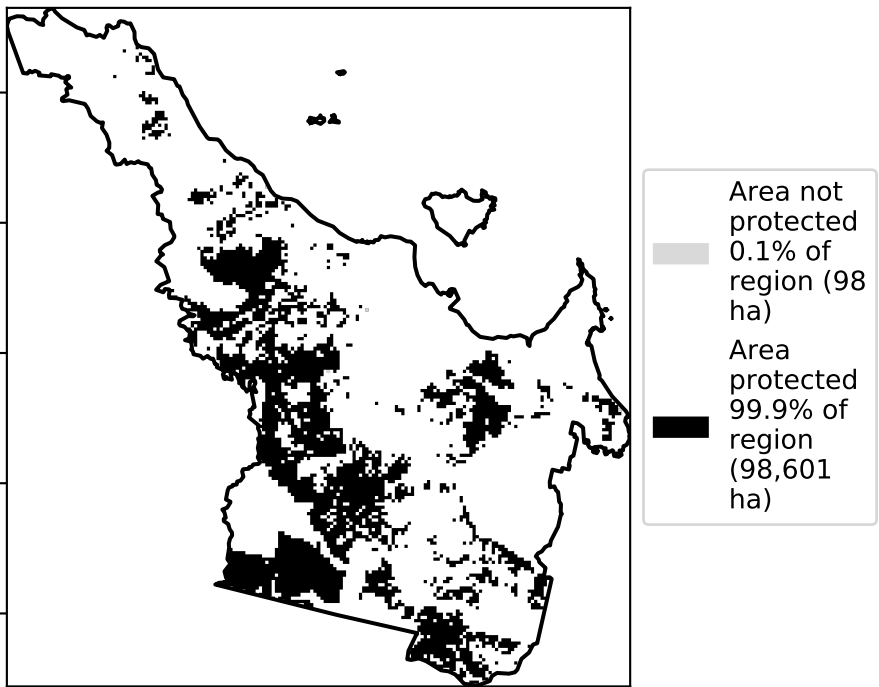 Area not
protected
0.1% of
region (98
ha)
Area
protected
99.9% of
region
(98,601
ha)